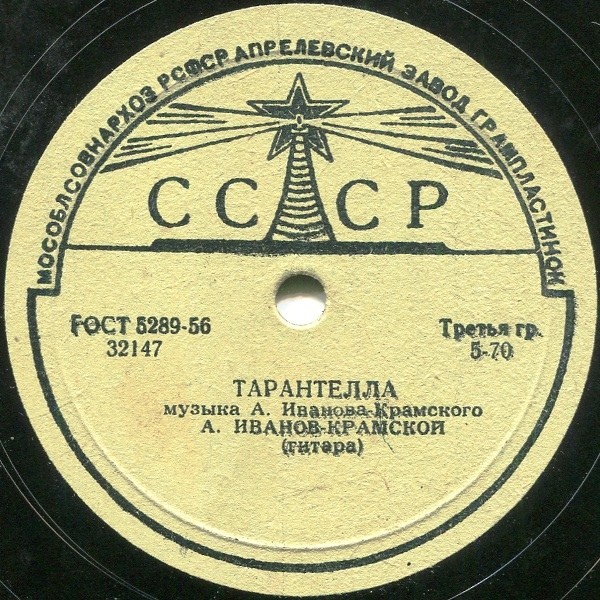 МОСОБЛСОВНАРХОЗ РСФСР АПРЕЛЕВСКИЙ ЗАВОД ГРАМПЛАСТИНОК
СССР
ГОСТ 5289-56
32147
Третья гр.
5-70
ТАРАНТЕЛЛА
музыка А. Иванова-Крамского
А. ИВАНОВ-КРАМСКОЙ
(гитара)